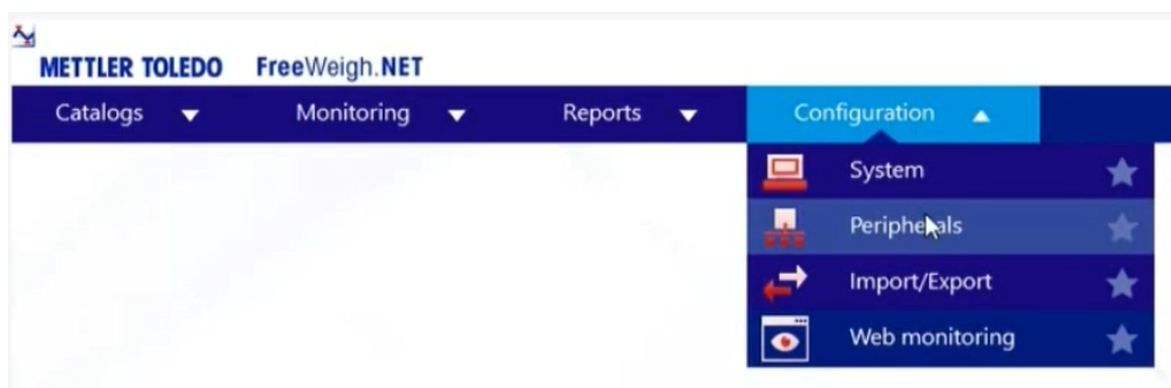 METTLER TOLEDO FreeWeigh.NET
Catalogs Monitoring Reports Configuration
System
Peripherals
Import/Export
Web monitoring